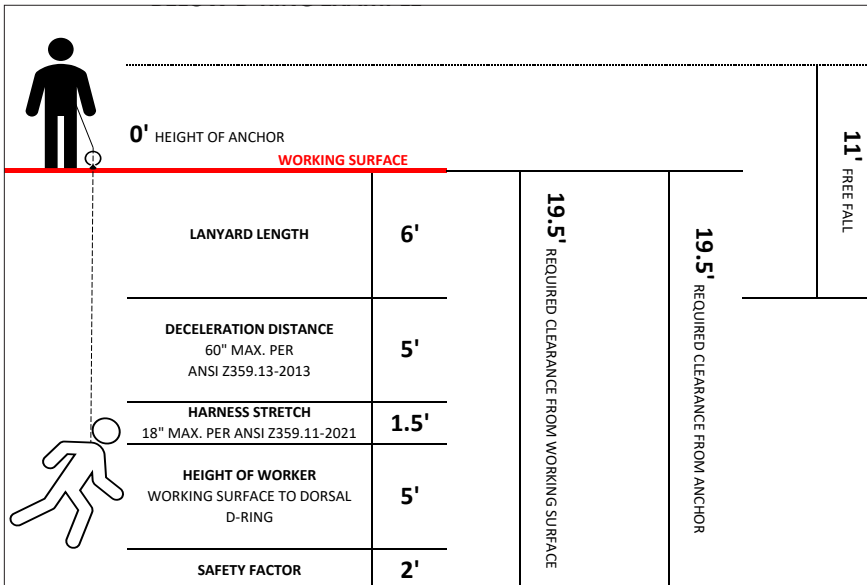 0' HEIGHT OF ANCHOR
WORKING SURFACE
LANYARD LENGTH 6'
DECELERATION DISTANCE
60" MAX. PER
ANSI Z359.13-2013
5'
HARNESS STRETCH
18" MAX. PER ANSI Z359.11-2021
1.5'
HEIGHT OF WORKER
WORKING SURFACE TO DORSAL
D-RING
5'
SAFETY FACTOR 2'
19.5' REQUIRED CLEARANCE FROM WORKING SURFACE
19.5' REQUIRED CLEARANCE FROM ANCHOR
11' FREE FALL